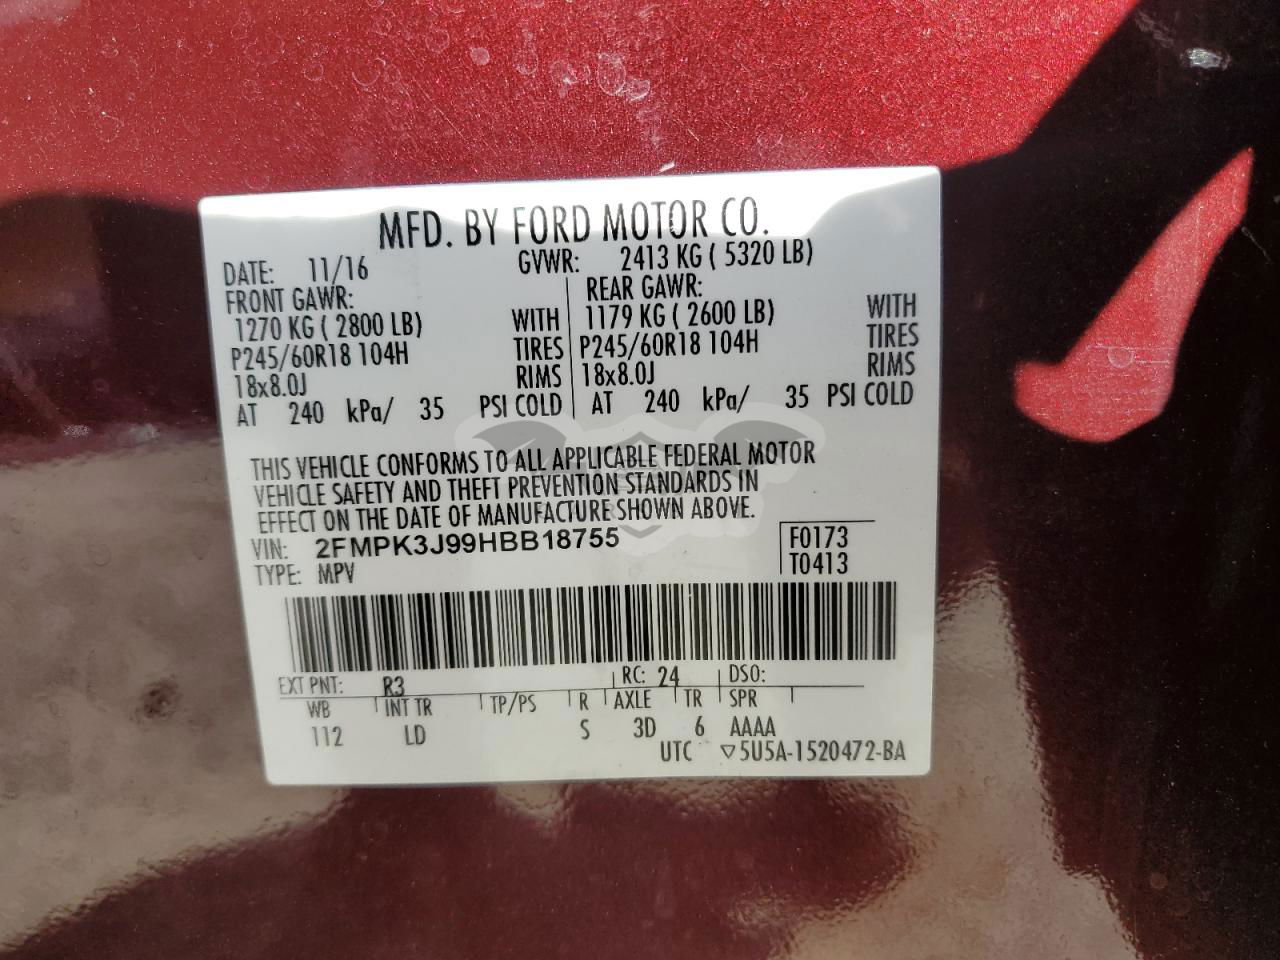 MFD. BY FORD MOTOR CO.
DATE: 11/16 GVWR: 2413 KG ( 5320 LB)
FRONT GAWR: REAR GAWR:
1270 KG ( 2800 LB) WITH 1179 KG ( 2600 LB) WITH
P245/60R18 104H TIRES P245/60R18 104H TIRES
18x8.0J RIMS 18x8.0J RIMS
AT 240 kPa/ 35 PSI COLD AT 240 kPa/ 35 PSI COLD
THIS VEHICLE CONFORMS TO ALL APPLICABLE FEDERAL MOTOR
VEHICLE SAFETY AND THEFT PREVENTION STANDARDS IN
EFFECT ON THE DATE OF MANUFACTURE SHOWN ABOVE.
VIN: 2FMPK3J99HBB18755 F0173
TYPE: MPV T0413
EXT PNT: R3 RC: 24 DSO:
WB INT TR TP/PS R AXLE TR SPR
112 LD S 3D 6 AAAA
UTC ▽5U5A-1520472-BA